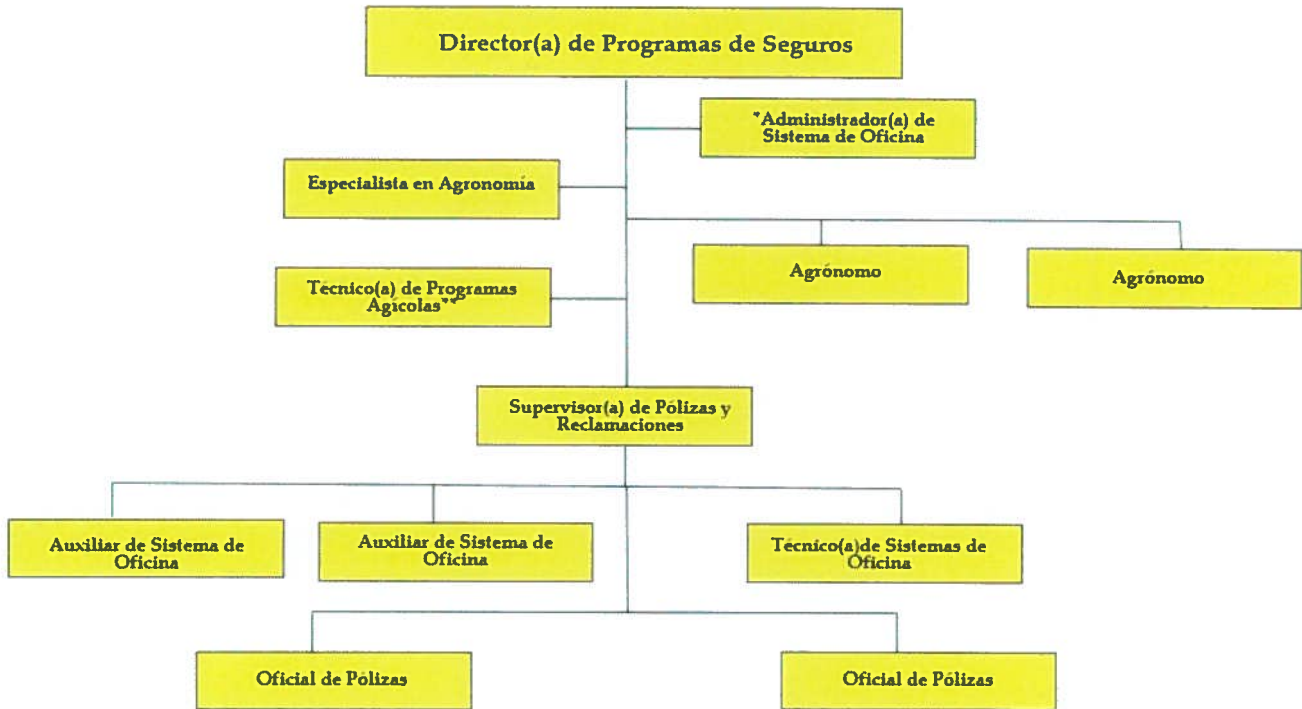 Director(a) de Programas de Seguros
*Administrador(a) de
Sistema de Oficina
Especialista en Agronomía
Agrónomo
Agrónomo
Técnico(a) de Programas
Agícolas**
Supervisor(a) de Pólizas y
Reclamaciones
Auxiliar de Sistema de
Oficina
Auxiliar de Sistema de
Oficina
Técnico(a)de Sistemas de
Oficina
Oficial de Pólizas
Oficial de Pólizas